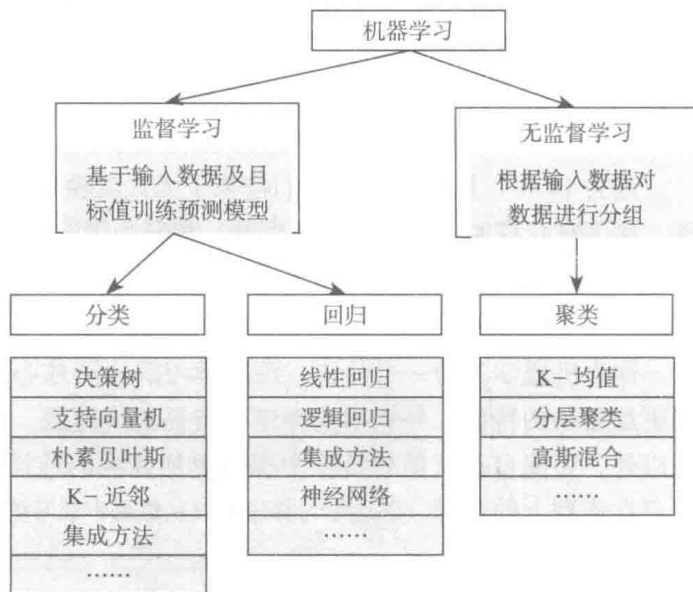 机器学习
监督学习
基于输入数据及目
标值训练预测模型
无监督学习
根据输入数据对
数据进行分组
分类
决策树
支持向量机
朴素贝叶斯
K- 近邻
集成方法
……
回归
线性回归
逻辑回归
集成方法
神经网络
……
聚类
K- 均值
分层聚类
高斯混合
……